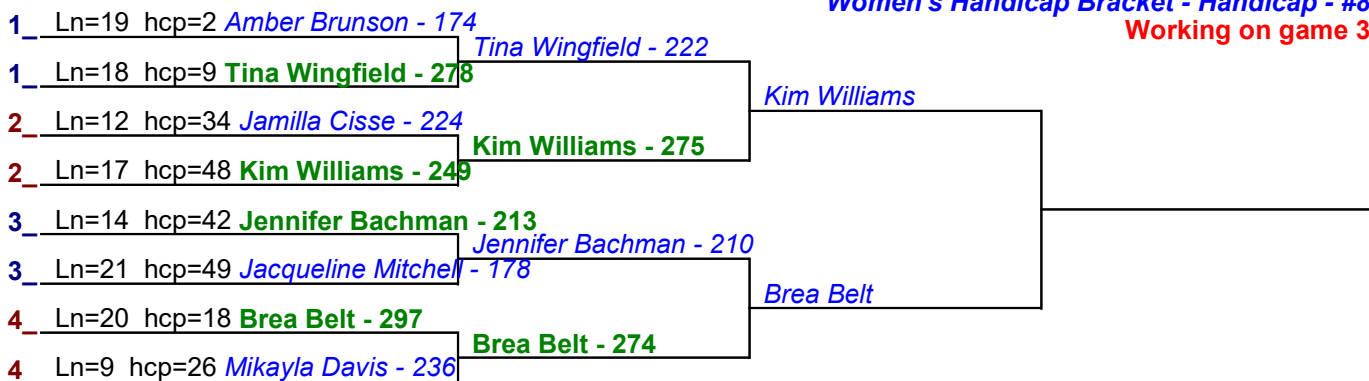 Women's Handicap Bracket - Handicap - #8
Working on game 3
1_ Ln=19 hcp=2 Amber Brunson - 174
Tina Wingfield - 222
1_ Ln=18 hcp=9 Tina Wingfield - 278
Kim Williams
2_ Ln=12 hcp=34 Jamilla Cisse - 224
Kim Williams - 275
2_ Ln=17 hcp=48 Kim Williams - 249
3_ Ln=14 hcp=42 Jennifer Bachman - 213
Jennifer Bachman - 210
3_ Ln=21 hcp=49 Jacqueline Mitchell - 178
Brea Belt
4_ Ln=20 hcp=18 Brea Belt - 297
Brea Belt - 274
4 Ln=9 hcp=26 Mikayla Davis - 236